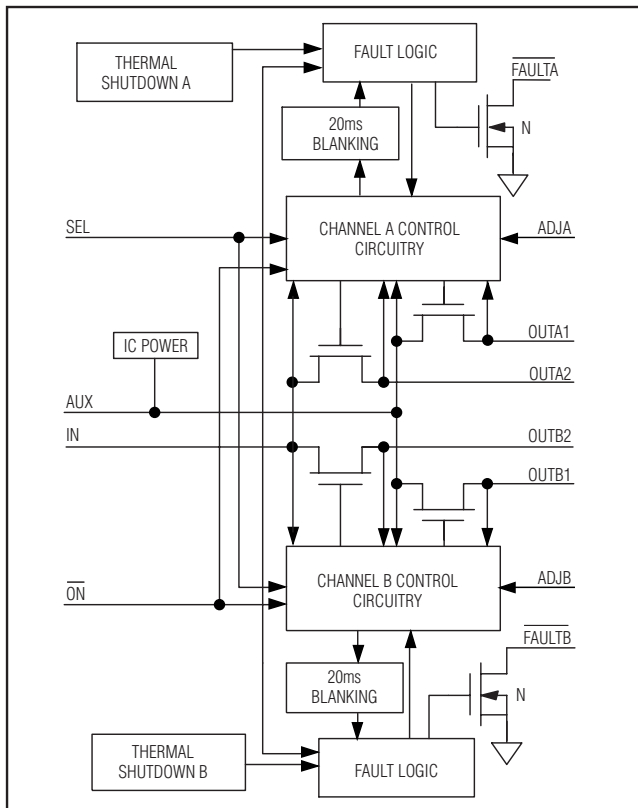 THERMAL
SHUTDOWN A
FAULT LOGIC
FAULTA
N
20ms
BLANKING
SEL
CHANNEL A CONTROL
CIRCUITRY
ADJA
IC POWER
OUTA1
OUTA2
AUX
IN
OUTB2
OUTB1
ON
CHANNEL B CONTROL
CIRCUITRY
ADJB
FAULTB
N
20ms
BLANKING
THERMAL
SHUTDOWN B
FAULT LOGIC